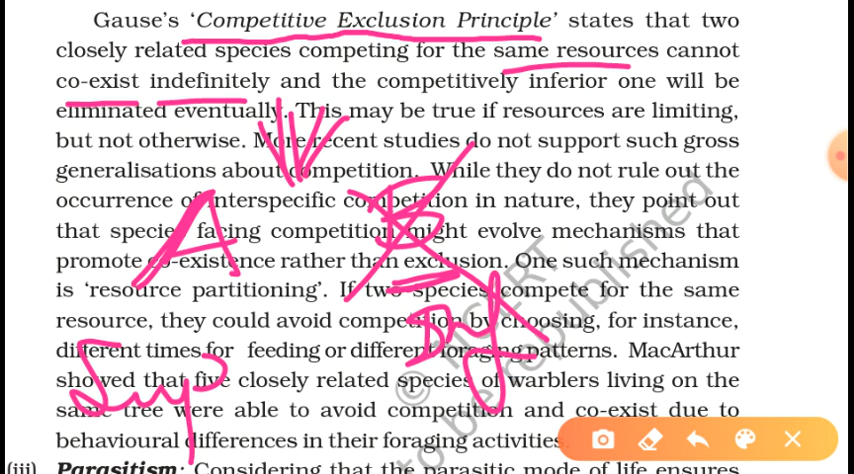 Gause's 'Competitive Exclusion Principle' states that two
closely related species competing for the same resources cannot
co-exist indefinitely and the competitively inferior one will be
eliminated eventually. This may be true if resources are limiting,
but not otherwise. More recent studies do not support such gross
generalisations about competition. While they do not rule out the
occurrence of interspecific competition in nature, they point out
that species facing competition might evolve mechanisms that
promote co-existence rather than exclusion. One such mechanism
is 'resource partitioning'. If two species compete for the same
resource, they could avoid competition by choosing, for instance,
different times for feeding or different foraging patterns. MacArthur
showed that five closely related species of warblers living on the
same tree were able to avoid competition and co-exist due to
behavioural differences in their foraging activities
(iii) Parasitism: Considering that the parasitic mode of life ensures
A B
Sup Inf
© NCERT
not to be republished